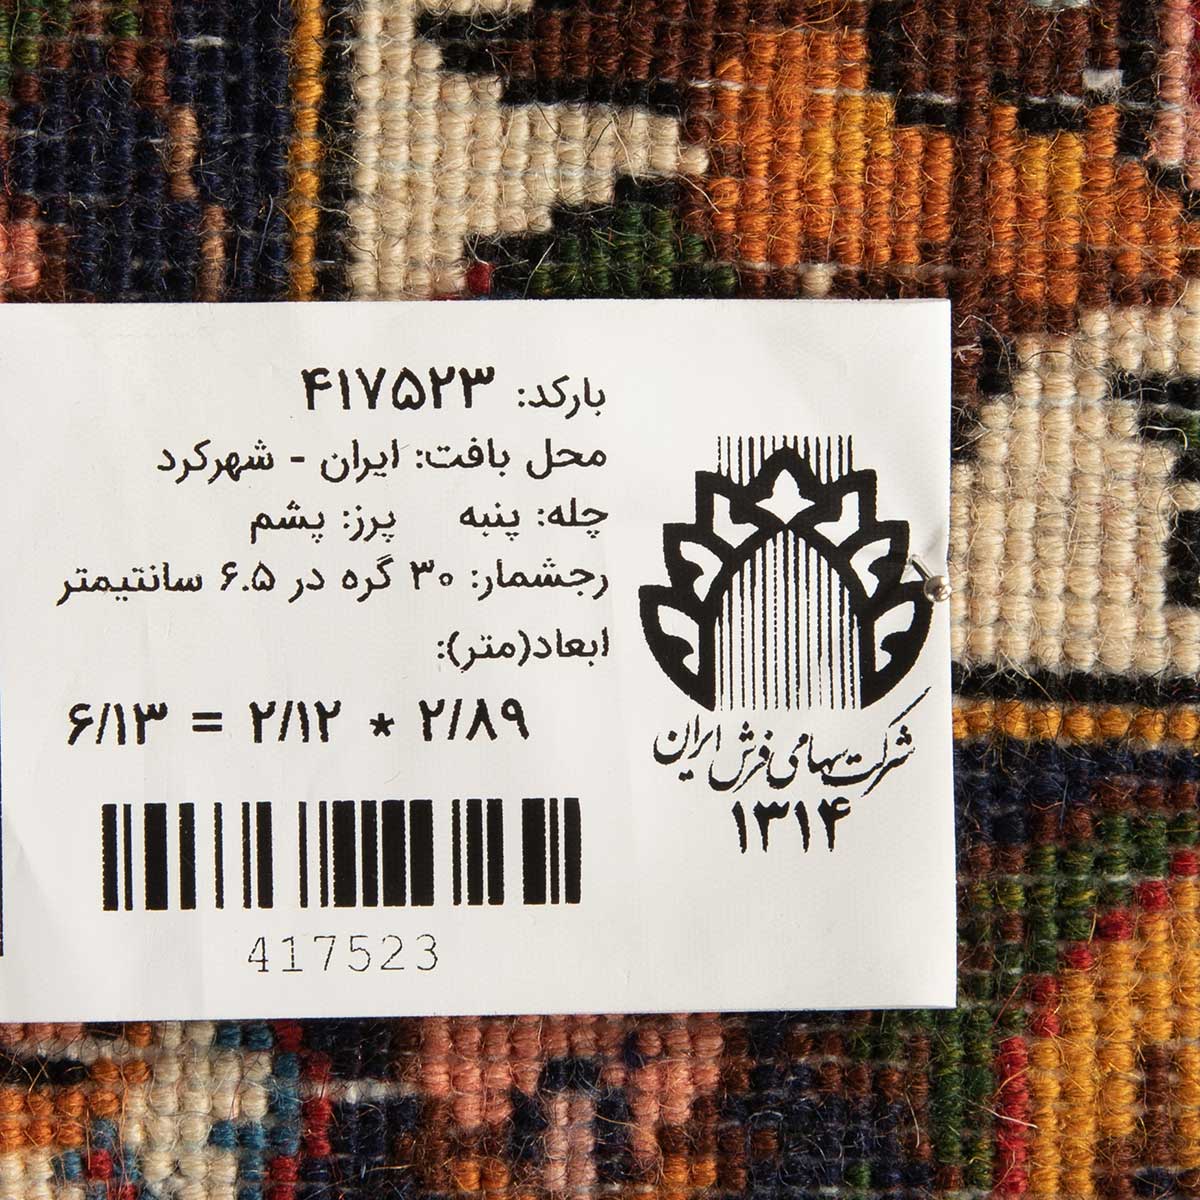 بارکد: ۴۱۷۵۲۳
محل بافت: ایران - شهرکرد
چله: پنبه پرز: پشم
رجشمار: ۳۰ گره در ۶.۵ سانتیمتر
ابعاد(متر):
۶/۱۳ = ۲/۱۲ * ۲/۸۹
417523
شرکت سهامی فرش ایران
۱۳۱۴